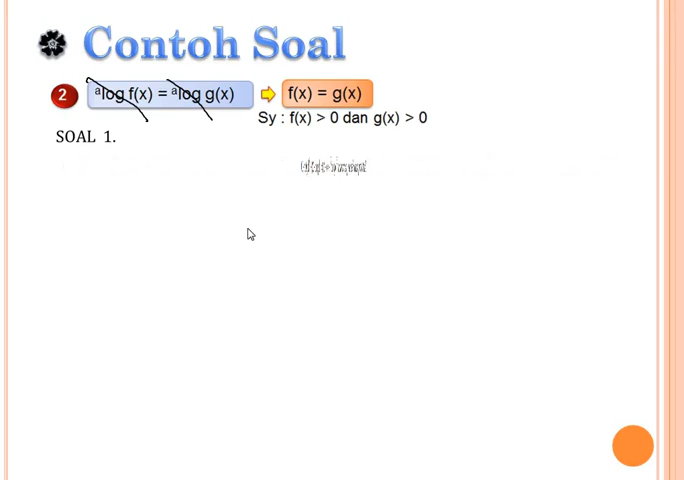 Contoh Soal
2 ᵃlog f(x) = ᵃlog g(x) f(x) = g(x)
Sy : f(x) > 0 dan g(x) > 0
SOAL 1.